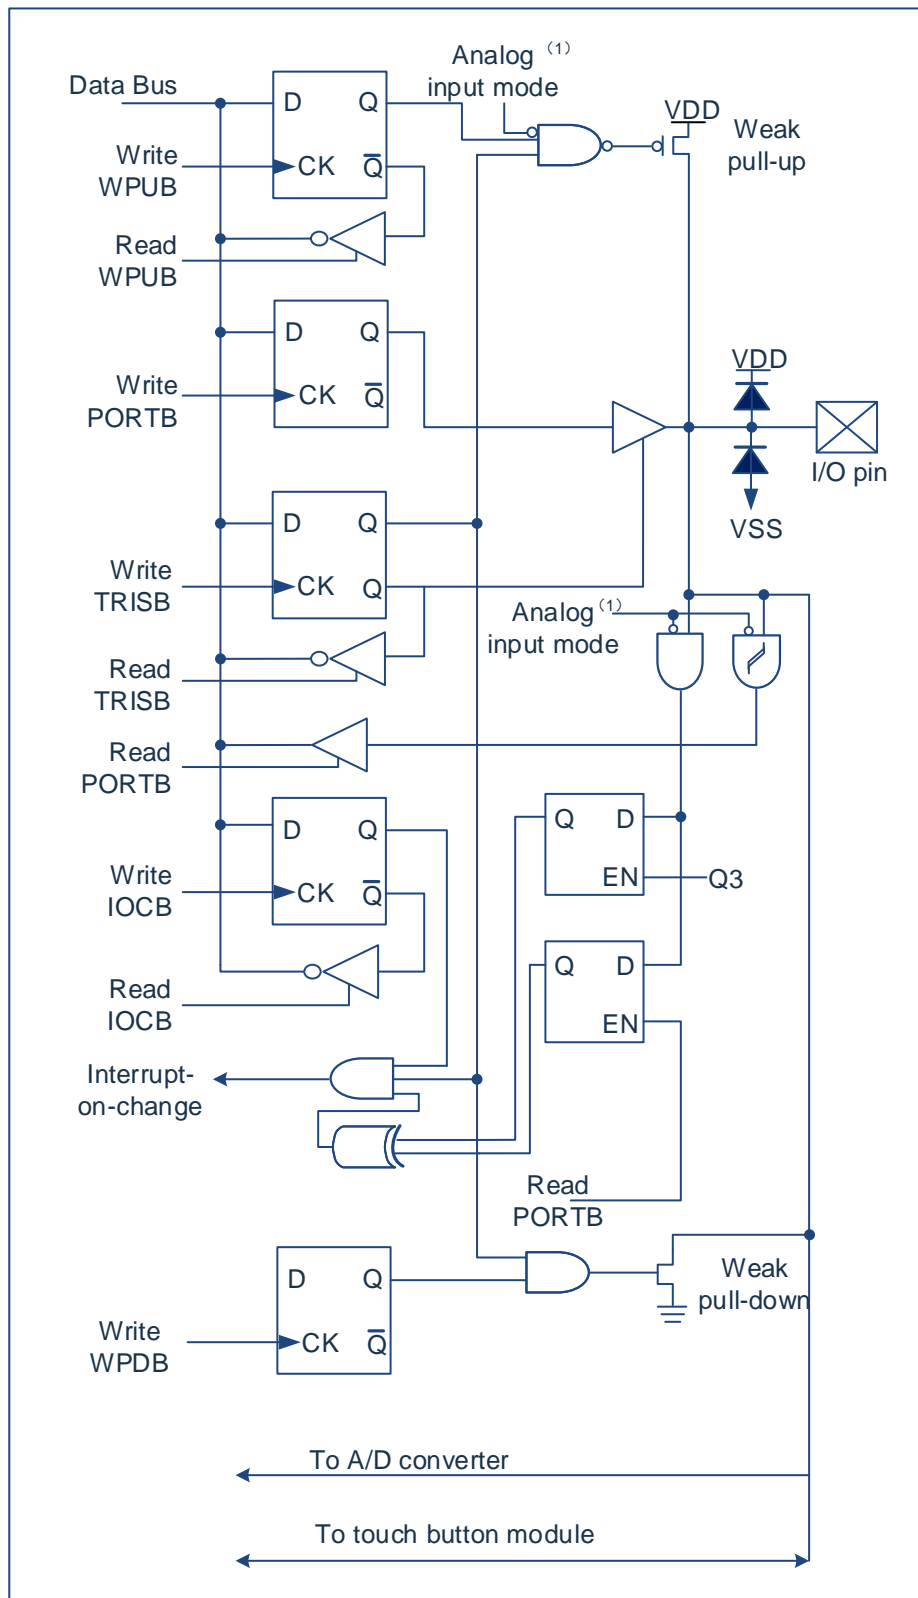 Analog (1)
input mode
Data Bus
D
Q
VDD
Weak
pull-up
Write
WPUB
CK
Q
Read
WPUB
D
Q
Write
PORTB
CK
Q
VDD
I/O pin
VSS
D
Q
Write
TRISB
CK
Q
Analog (1)
input mode
Read
TRISB
Read
PORTB
D
Q
Q
D
Write
IOCB
CK
Q
EN
Q3
Read
IOCB
Q
D
EN
Interrupt-
on-change
Read
PORTB
D
Q
Weak
pull-down
Write
WPDB
CK
Q
To A/D converter
To touch button module